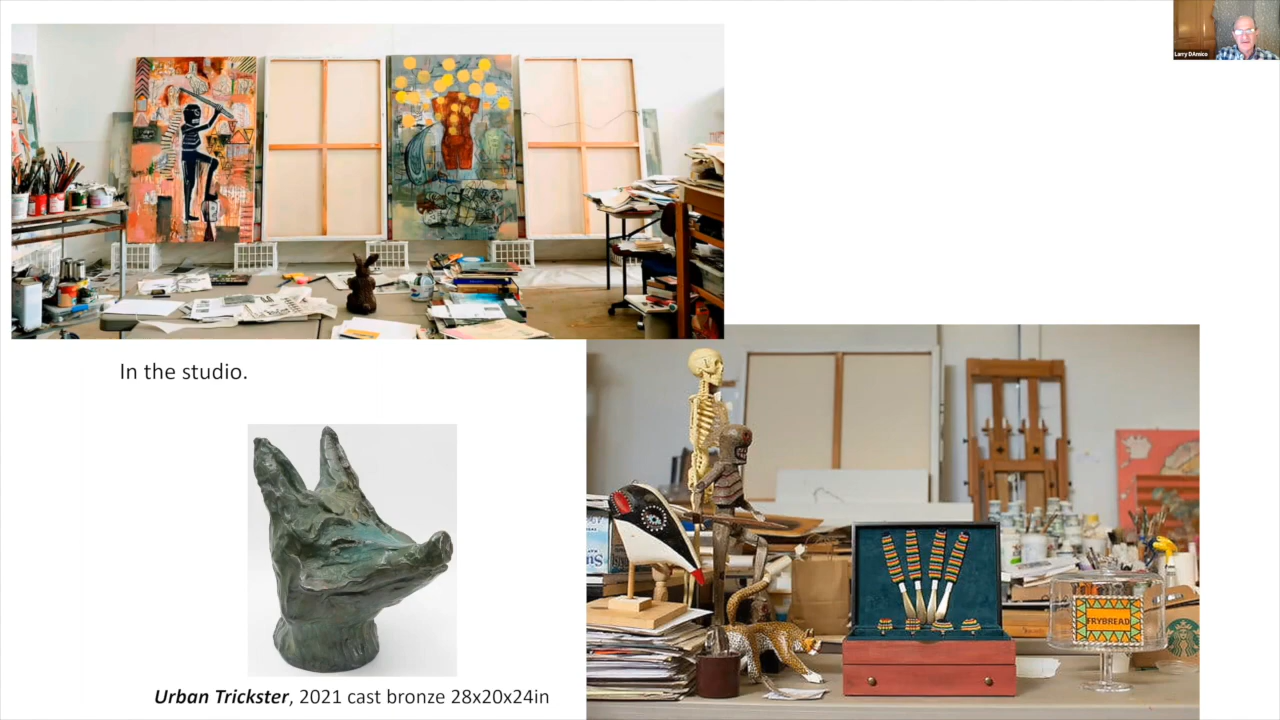 Larry DAmico
In the studio.
FRYBREAD
Urban Trickster, 2021 cast bronze 28x20x24in